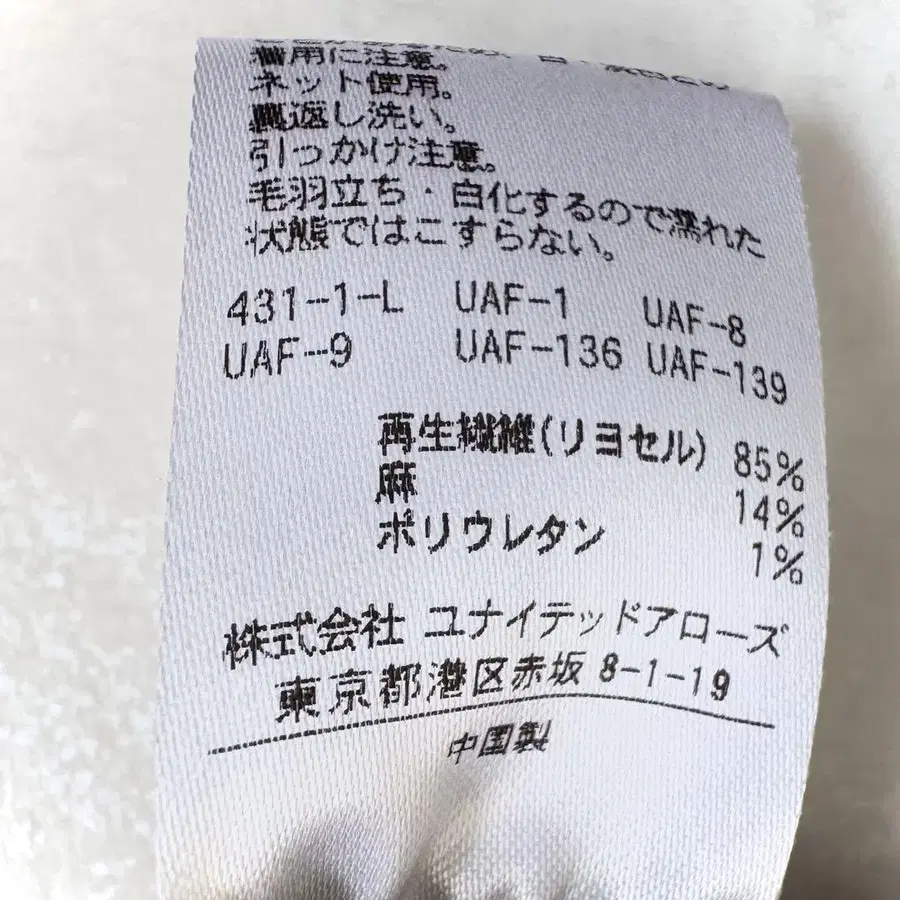 着用に注意。
ネット使用。
裏返し洗い。
引っかけ注意。
毛羽立ち・白化するので濡れた
状態ではこすらない。
431-1-L UAF-1 UAF-8
UAF-9 UAF-136 UAF-139
再生繊維(リヨセル) 85%
麻 14%
ポリウレタン 1%
株式会社 ユナイテッドアローズ
東京都港区赤坂 8-1-19
中国製